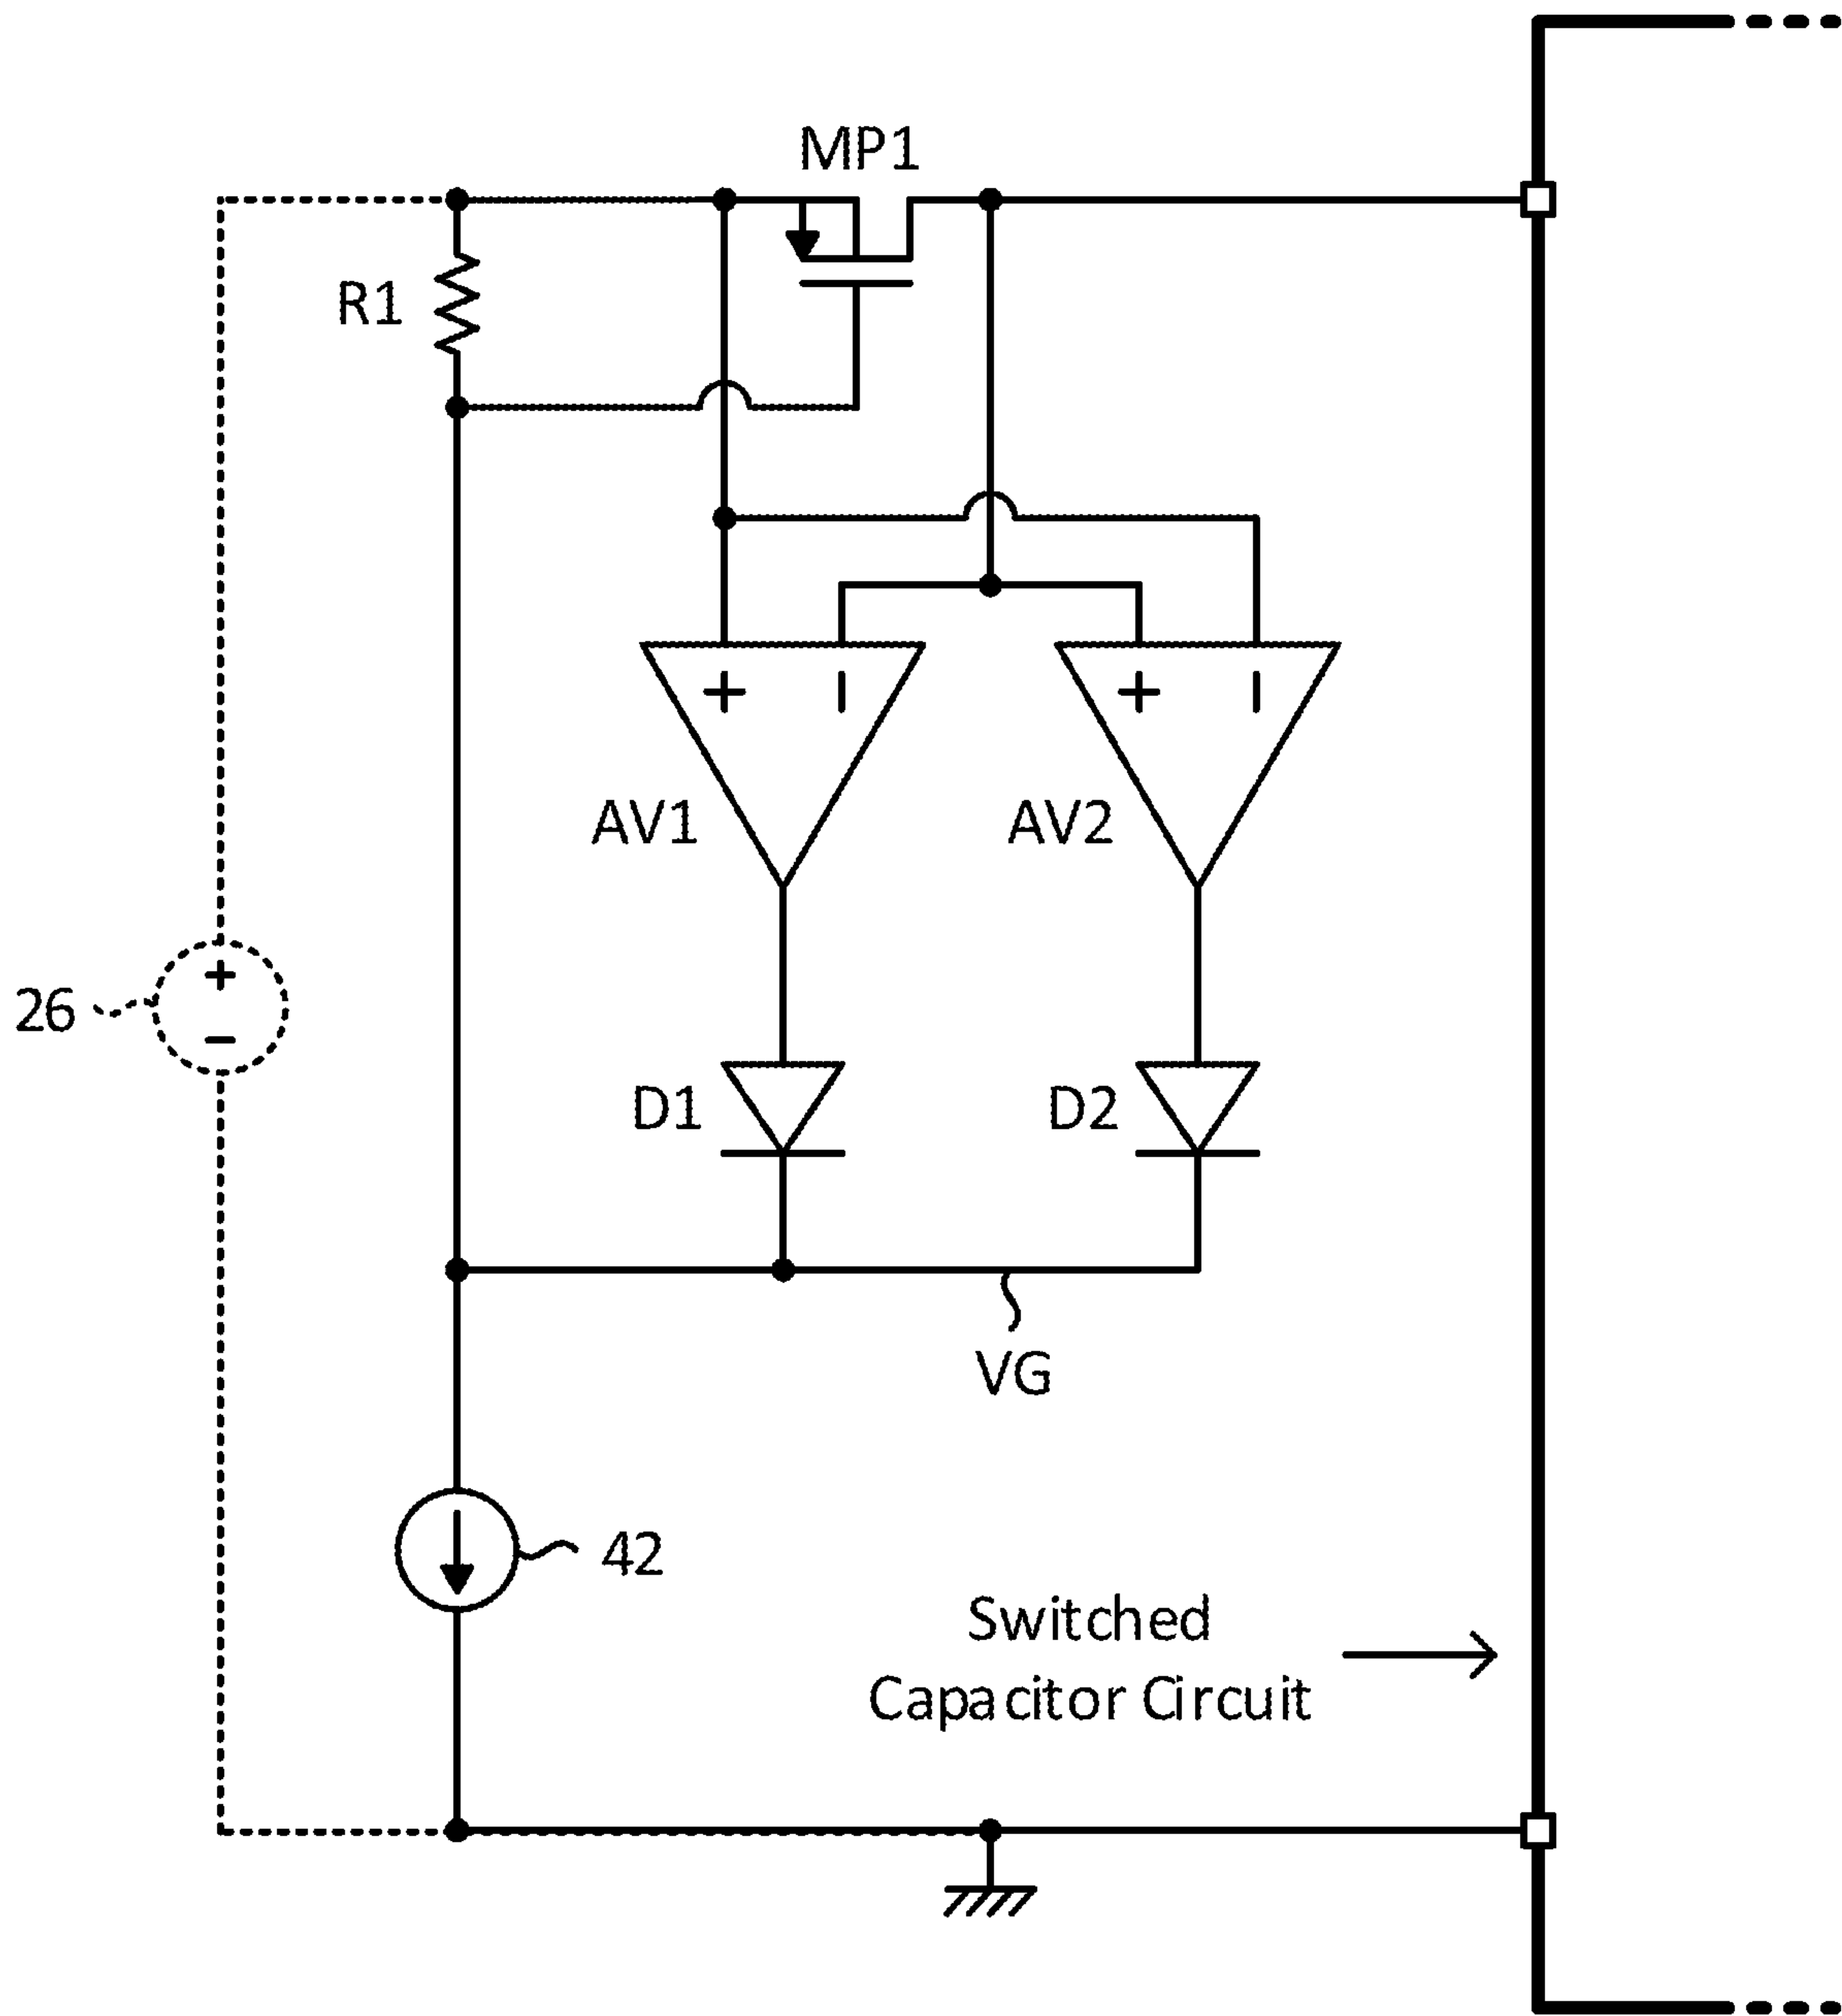 MP1
R1
+ −
+ −
AV1
AV2
+
26
−
D1
D2
VG
42
Switched
Capacitor Circuit